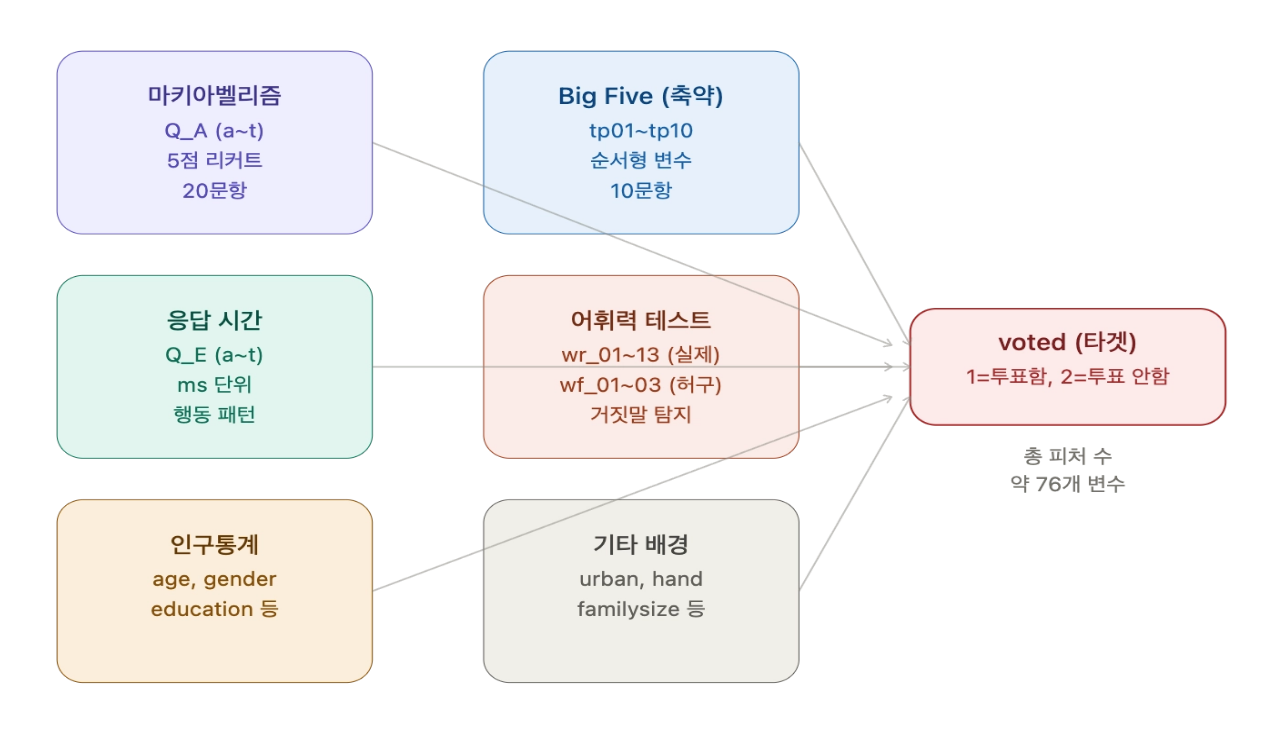 마키아벨리즘
Q_A (a~t)
5점 리커트
20문항
Big Five (축약)
tp01~tp10
순서형 변수
10문항
응답 시간
Q_E (a~t)
ms 단위
행동 패턴
어휘력 테스트
wr_01~13 (실제)
wf_01~03 (허구)
거짓말 탐지
voted (타겟)
1=투표함, 2=투표 안함
총 피처 수
약 76개 변수
인구통계
age, gender
education 등
기타 배경
urban, hand
familysize 등